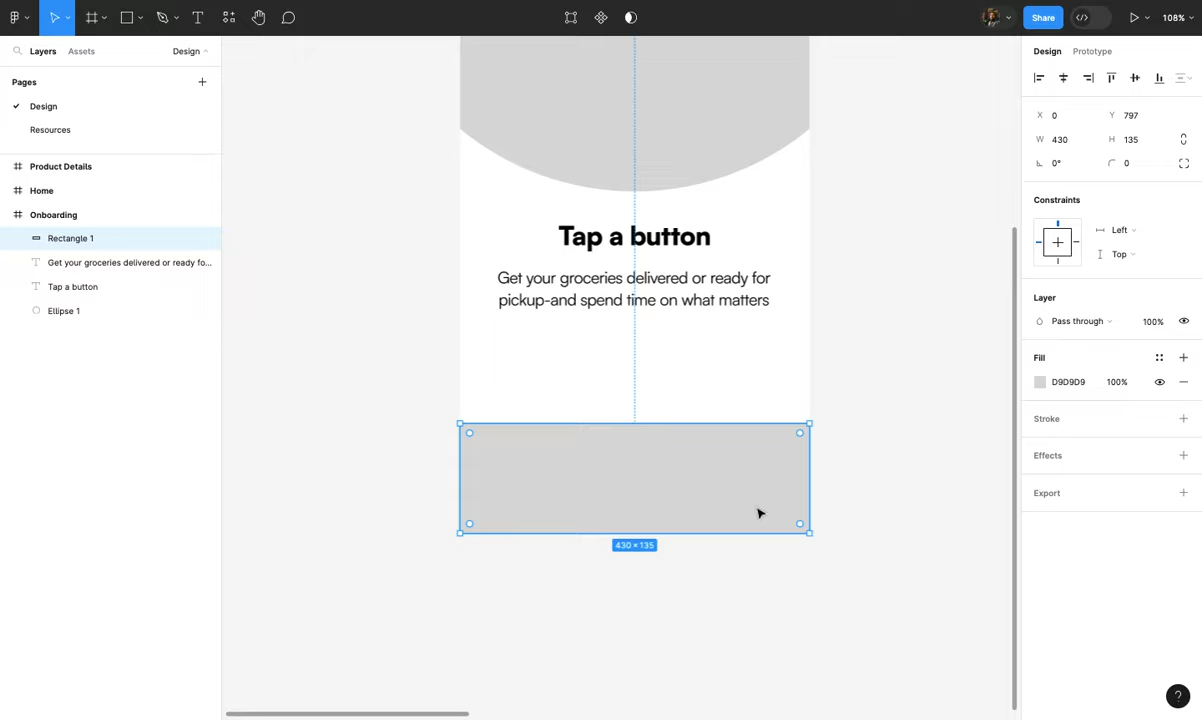 Share
108%
Layers
Assets
Design
Pages
Design
Resources
Product Details
Home
Onboarding
Rectangle 1
Get your groceries delivered or ready fo...
Tap a button
Ellipse 1
Tap a button
Get your groceries delivered or ready for
pickup-and spend time on what matters
430 × 135
Design
Prototype
X 0 Y 797
W 430 H 135
0° 0
Constraints
Left
Top
Layer
Pass through 100%
Fill
D9D9D9 100%
Stroke
Effects
Export
?